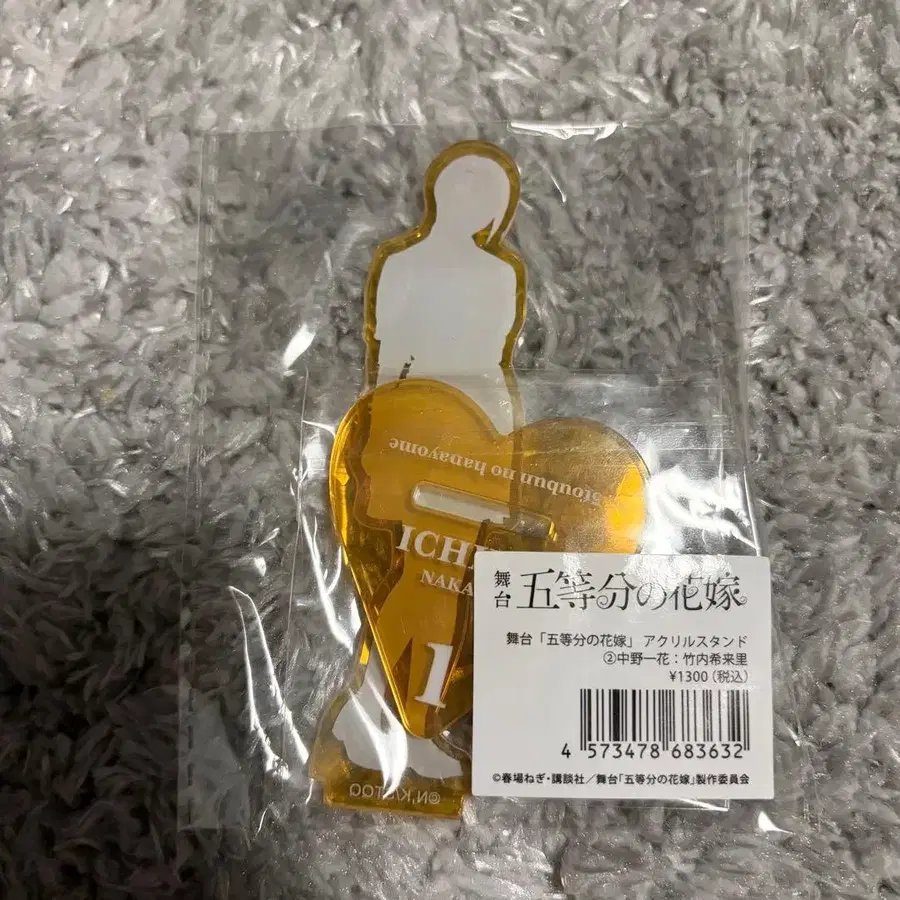 5toubun no hanayome
ICHI
NAKA
1
舞台 五等分の花嫁
舞台「五等分の花嫁」 アクリルスタンド
②中野一花：竹内希来里
¥1300（税込）
4 573478 683632
©春場ねぎ・講談社／舞台「五等分の花嫁」製作委員会